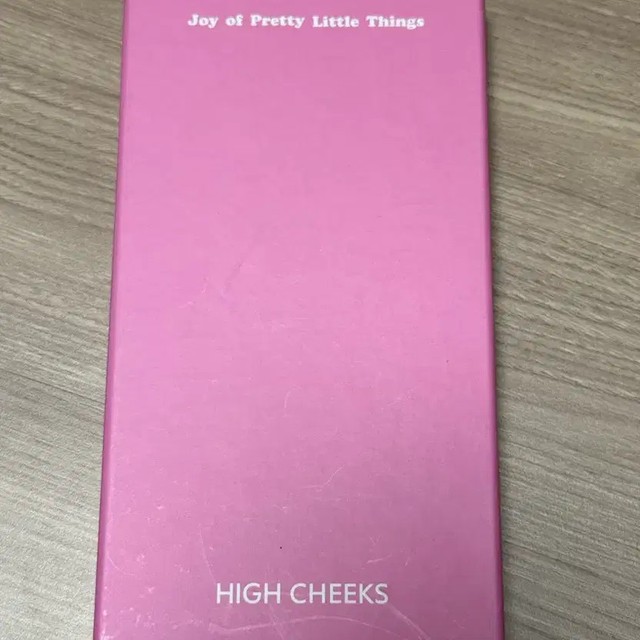 Joy of Pretty Little Things
HIGH CHEEKS